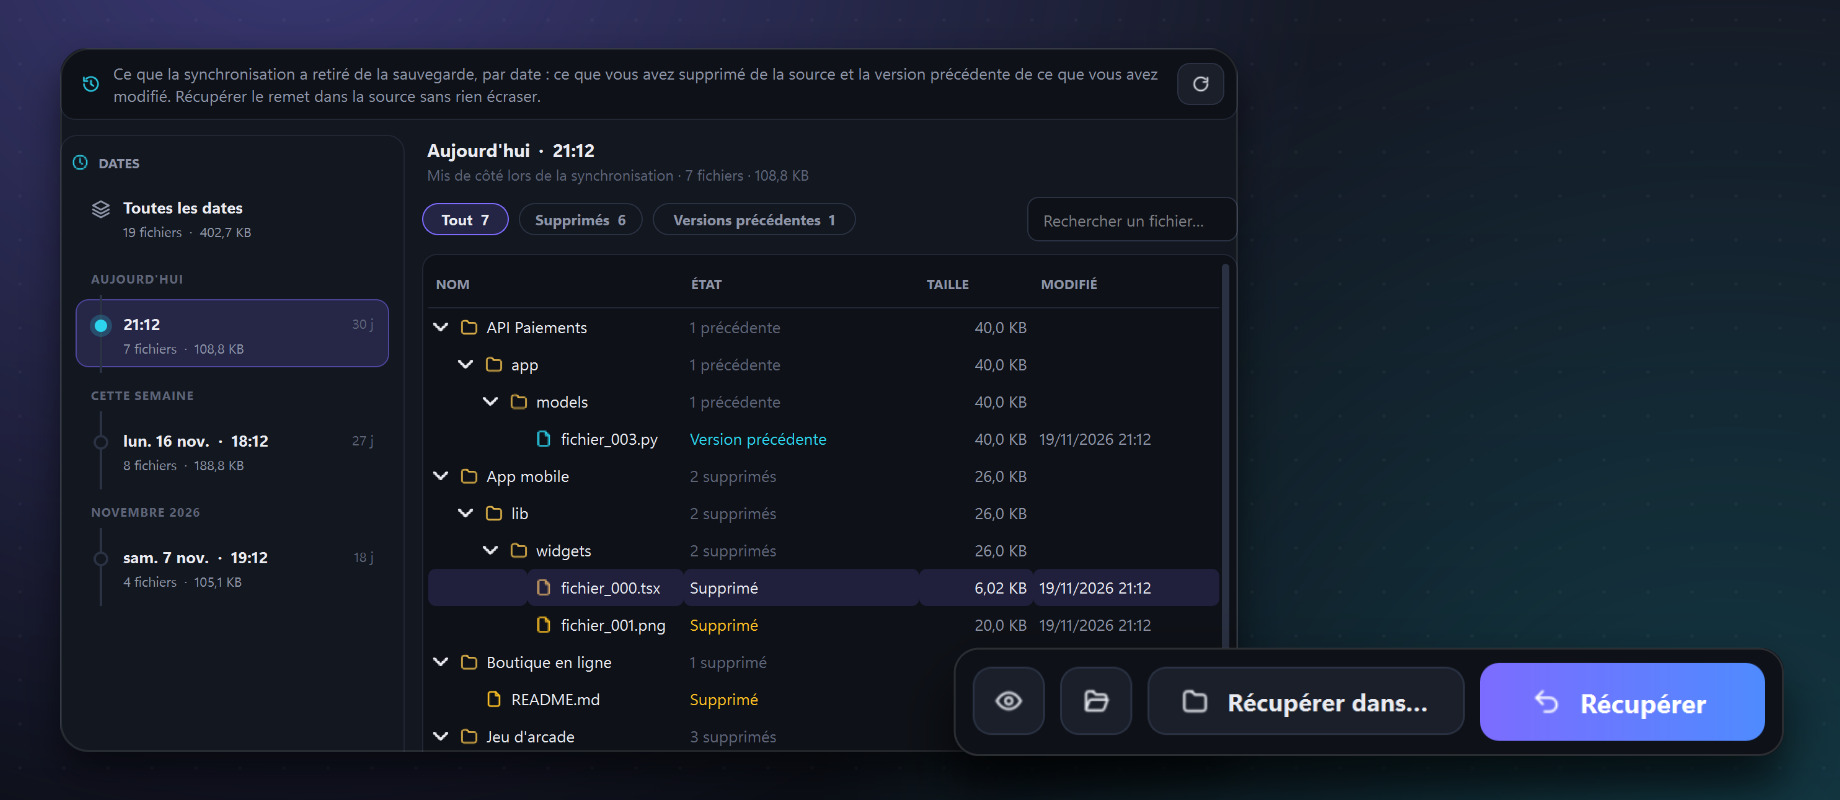 Ce que la synchronisation a retiré de la sauvegarde, par date : ce que vous avez supprimé de la source et la version précédente de ce que vous avez
modifié. Récupérer le remet dans la source sans rien écraser.
DATES
Toutes les dates
19 fichiers · 402,7 KB
AUJOURD'HUI
21:12 30 j
7 fichiers · 108,8 KB
CETTE SEMAINE
lun. 16 nov. · 18:12 27 j
8 fichiers · 188,8 KB
NOVEMBRE 2026
sam. 7 nov. · 19:12 18 j
4 fichiers · 105,1 KB
Aujourd'hui · 21:12
Mis de côté lors de la synchronisation · 7 fichiers · 108,8 KB
Tout 7 Supprimés 6 Versions précédentes 1 Rechercher un fichier...
NOM ÉTAT TAILLE MODIFIÉ
API Paiements 1 précédente 40,0 KB
app 1 précédente 40,0 KB
models 1 précédente 40,0 KB
fichier_003.py Version précédente 40,0 KB 19/11/2026 21:12
App mobile 2 supprimés 26,0 KB
lib 2 supprimés 26,0 KB
widgets 2 supprimés 26,0 KB
fichier_000.tsx Supprimé 6,02 KB 19/11/2026 21:12
fichier_001.png Supprimé 20,0 KB 19/11/2026 21:12
Boutique en ligne 1 supprimé
README.md Supprimé
Jeu d'arcade 3 supprimés
Récupérer dans... Récupérer